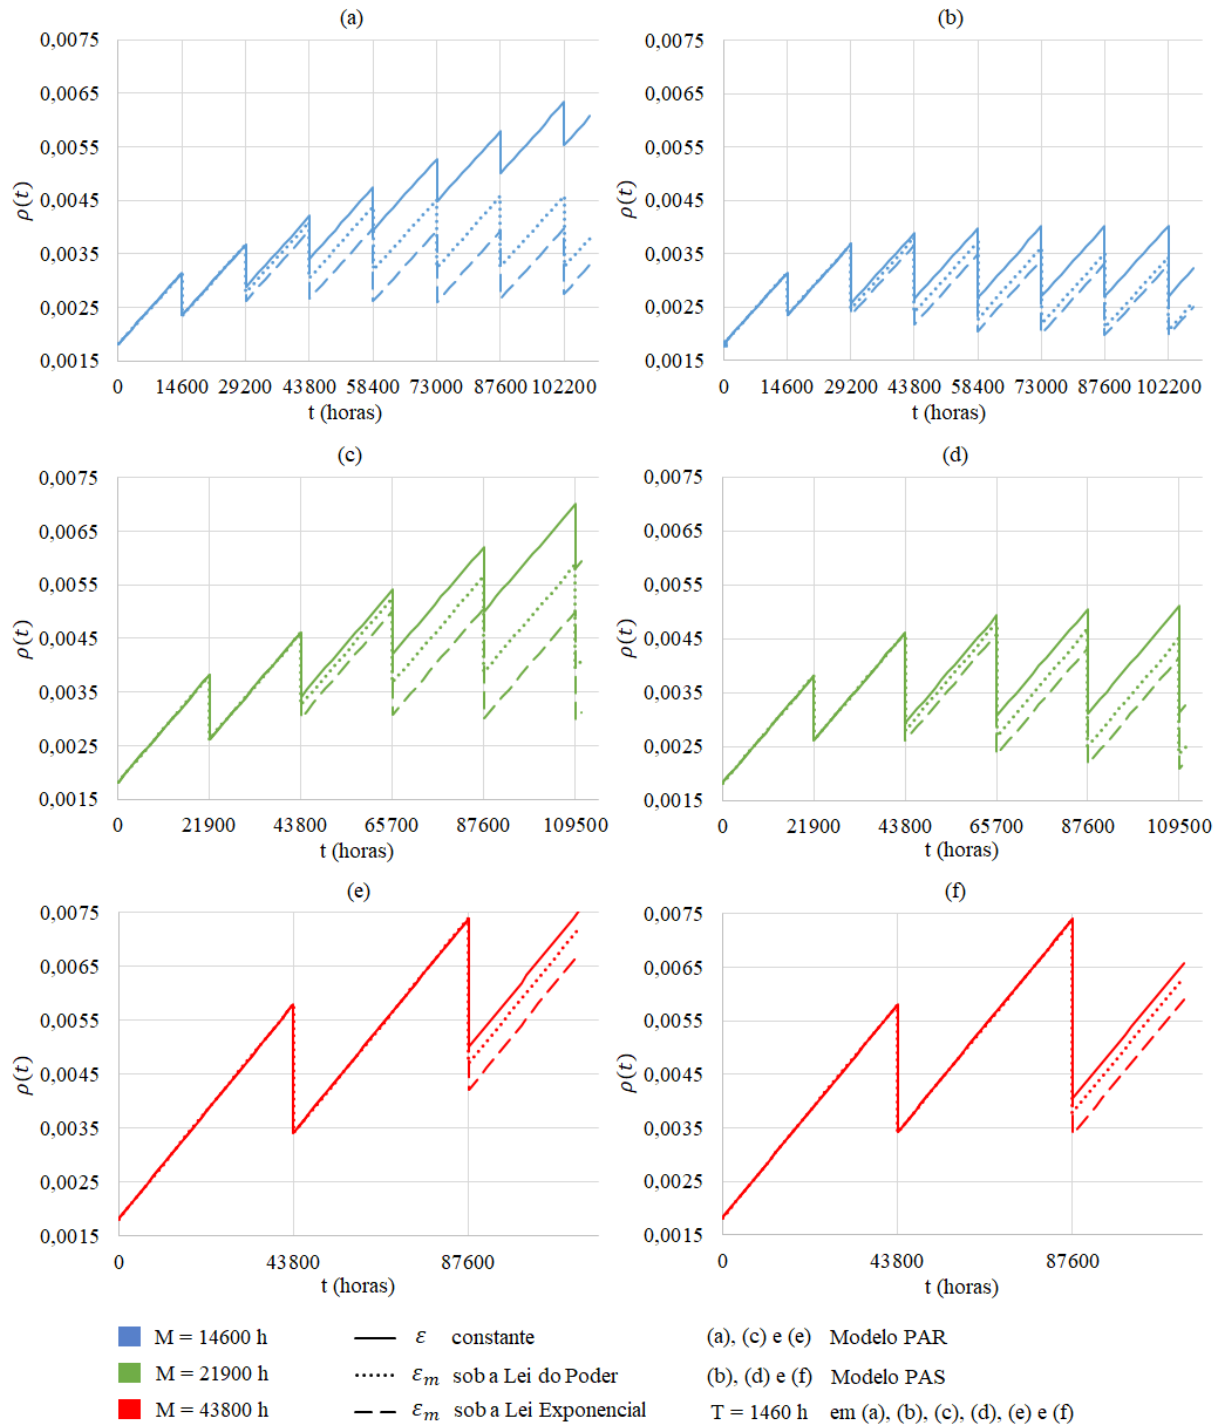 (a)
0,0075
0,0065
0,0055
0,0045
0,0035
0,0025
0,0015
ρ(t)
0 14600 29200 43800 58400 73000 87600 102200
t (horas)
(b)
0,0075
0,0065
0,0055
0,0045
0,0035
0,0025
0,0015
ρ(t)
0 14600 29200 43800 58400 73000 87600 102200
t (horas)
(c)
0,0075
0,0065
0,0055
0,0045
0,0035
0,0025
0,0015
ρ(t)
0 21900 43800 65700 87600 109500
t (horas)
(d)
0,0075
0,0065
0,0055
0,0045
0,0035
0,0025
0,0015
ρ(t)
0 21900 43800 65700 87600 109500
t (horas)
(e)
0,0075
0,0065
0,0055
0,0045
0,0035
0,0025
0,0015
ρ(t)
0 43800 87600
t (horas)
(f)
0,0075
0,0065
0,0055
0,0045
0,0035
0,0025
0,0015
ρ(t)
0 43800 87600
t (horas)
M = 14600 h
M = 21900 h
M = 43800 h
ε constante
ε_m sob a Lei do Poder
ε_m sob a Lei Exponencial
(a), (c) e (e) Modelo PAR
(b), (d) e (f) Modelo PAS
T = 1460 h em (a), (b), (c), (d), (e) e (f)